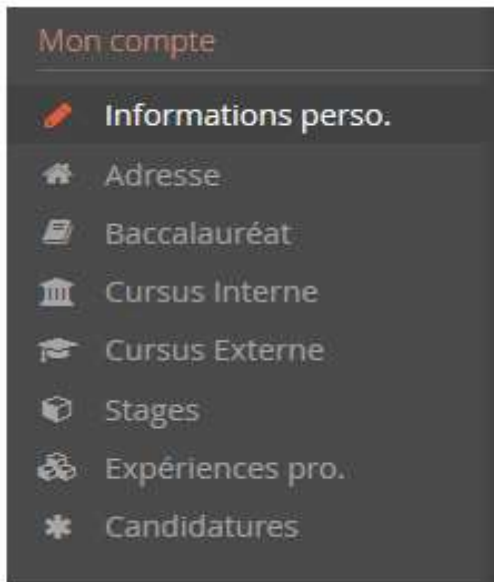 Mon compte
Informations perso.
Adresse
Baccalauréat
Cursus Interne
Cursus Externe
Stages
Expériences pro.
Candidatures